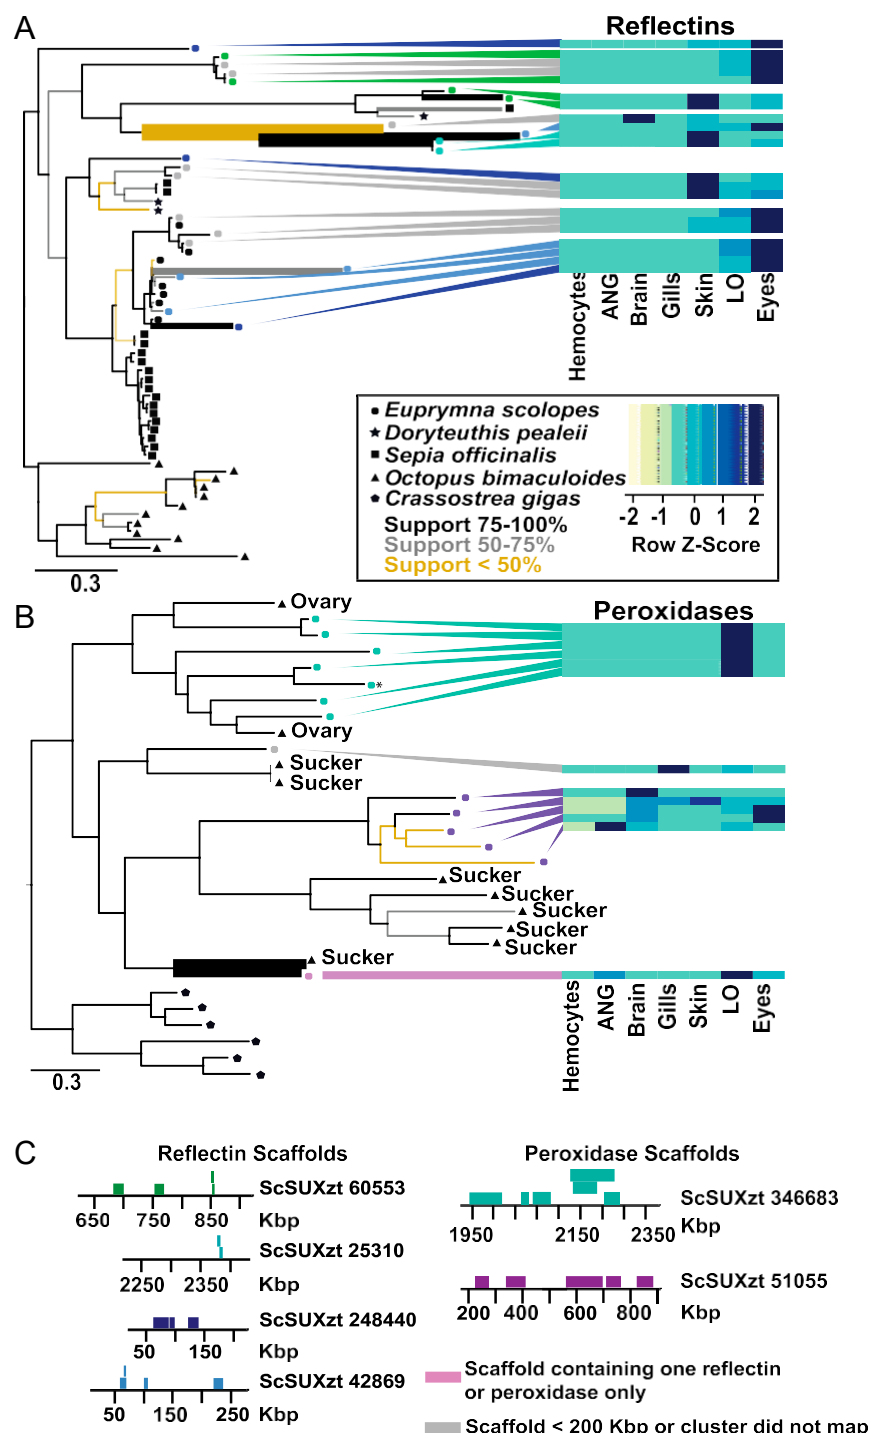 A
Reflectins
Hemocytes
ANG
Brain
Gills
Skin
LO
Eyes
Euprymna scolopes
Doryteuthis pealeii
Sepia officinalis
Octopus bimaculoides
Crassostrea gigas
Support 75-100%
Support 50-75%
Support < 50%
-2 -1 0 1 2
Row Z-Score
0.3
B
Peroxidases
Ovary
*
Ovary
Sucker
Sucker
Sucker
Sucker
Sucker
Sucker
Sucker
Sucker
Hemocytes
ANG
Brain
Gills
Skin
LO
Eyes
0.3
C
Reflectin Scaffolds
ScSUXzt 60553
650 750 850 Kbp
ScSUXzt 25310
2250 2350 Kbp
ScSUXzt 248440
50 150 Kbp
ScSUXzt 42869
50 150 250 Kbp
Peroxidase Scaffolds
ScSUXzt 346683
1950 2150 2350 Kbp
ScSUXzt 51055
200 400 600 800 Kbp
Scaffold containing one reflectin
or peroxidase only
Scaffold < 200 Kbp or cluster did not map